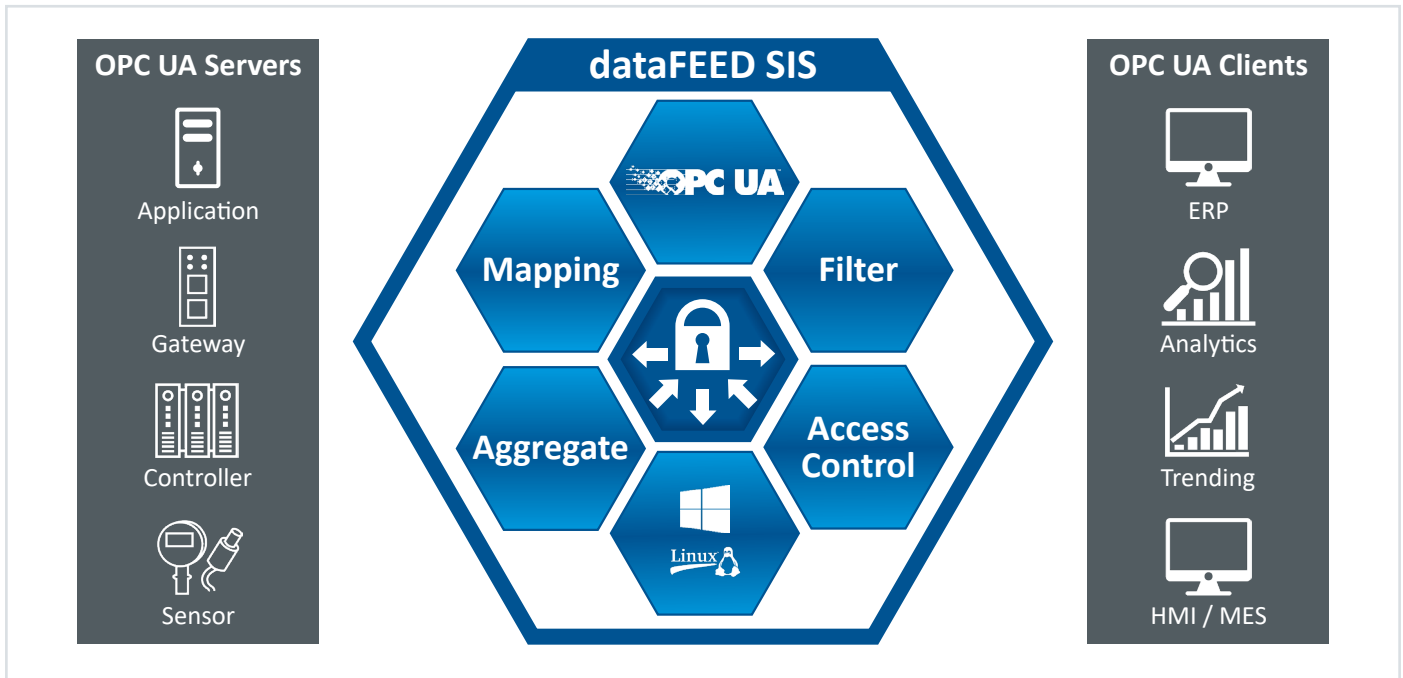 OPC UA Servers
Application
Gateway
Controller
Sensor
dataFEED SIS
OPC UA
Mapping
Filter
Aggregate
Access
Control
Linux
OPC UA Clients
ERP
Analytics
Trending
HMI / MES